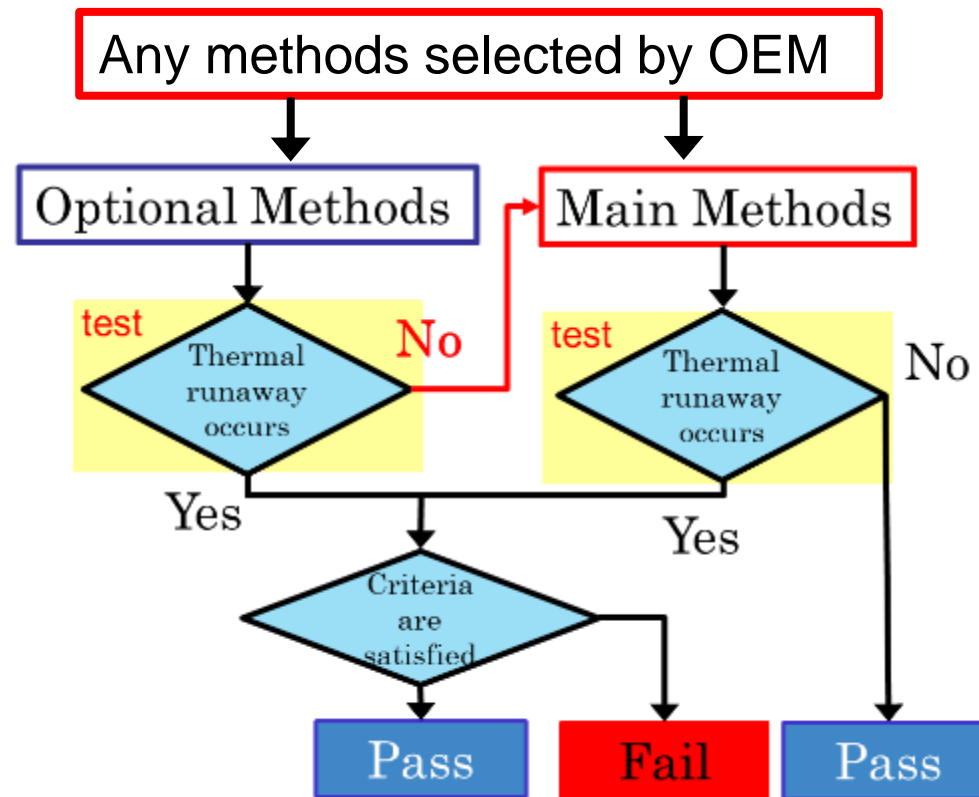 Any methods selected by OEM
Optional Methods
Main Methods
test
Thermal
runaway
occurs
No
test
Thermal
runaway
occurs
No
Yes
Yes
Criteria
are
satisfied
Pass
Fail
Pass